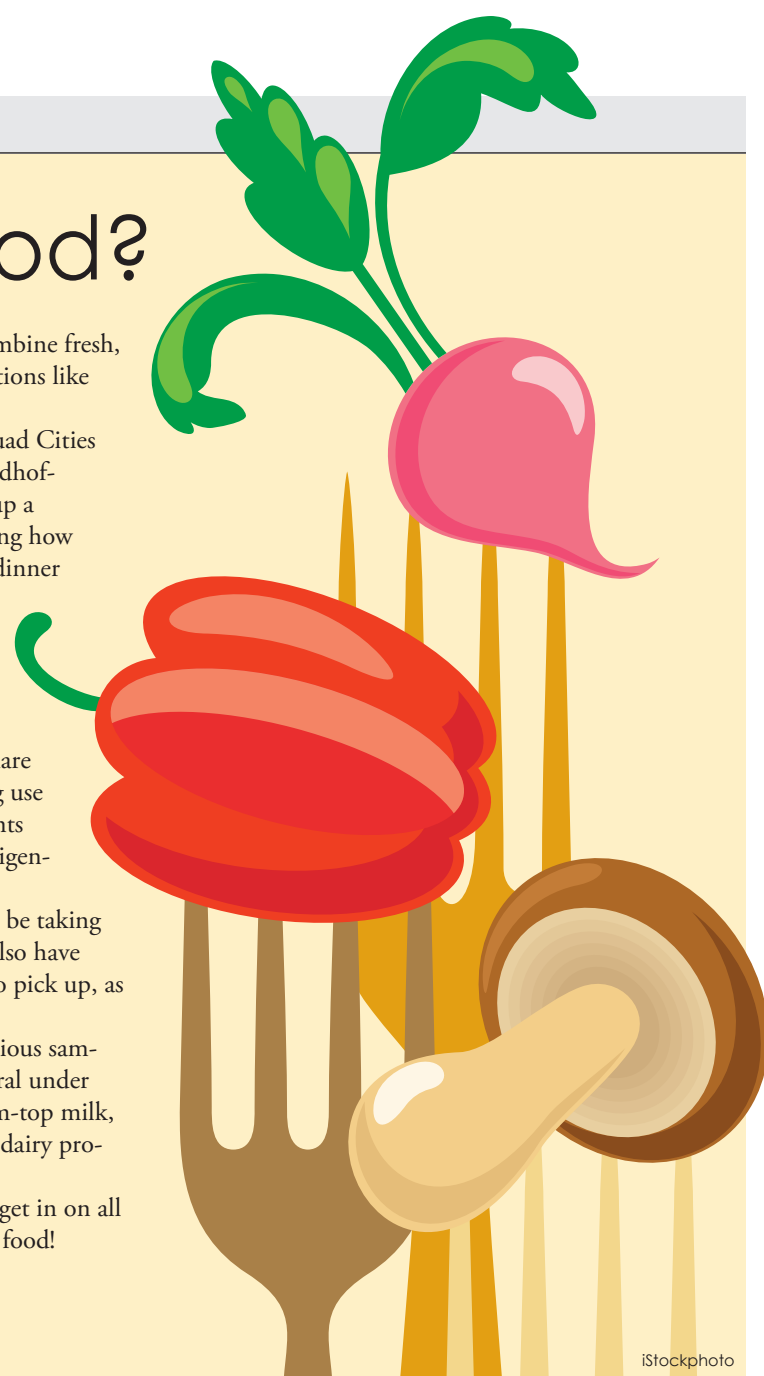 od?
mbine fresh,
tions like
uad Cities
dhof-
up a
ng how
dinner
are
g use
nts
igen-
be taking
lso have
o pick up, as
ious sam-
ral under
m-top milk,
dairy pro-
get in on all
food!
iStockphoto